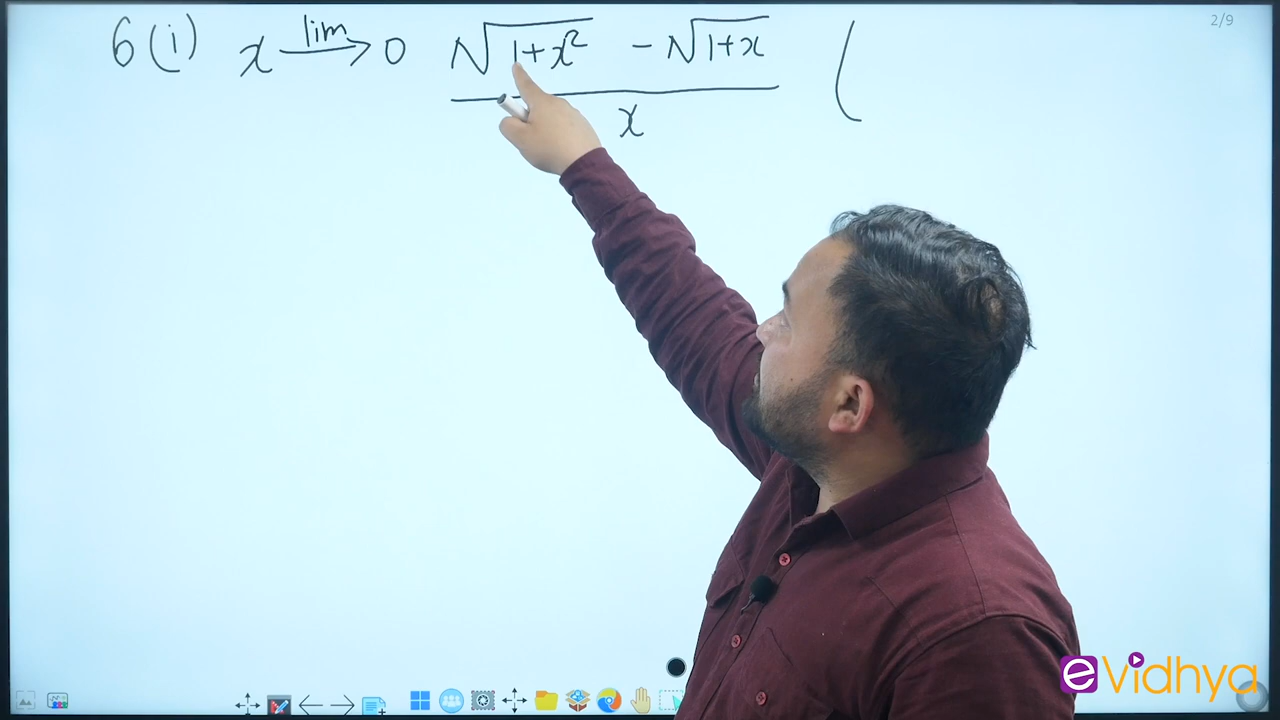 2/9
6 (i) x lim→ 0 √1+x² - √1+x (
x
eVidhya